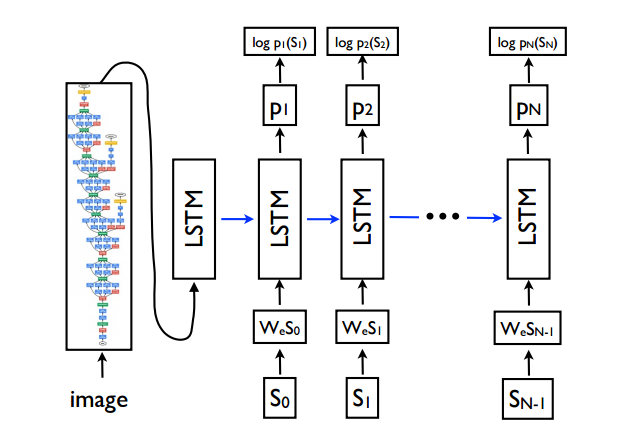 log p1(S1)
log p2(S2)
log pN(SN)
p1
p2
pN
LSTM
LSTM
LSTM
LSTM
WeS0
WeS1
WeSN-1
S0
S1
SN-1
image